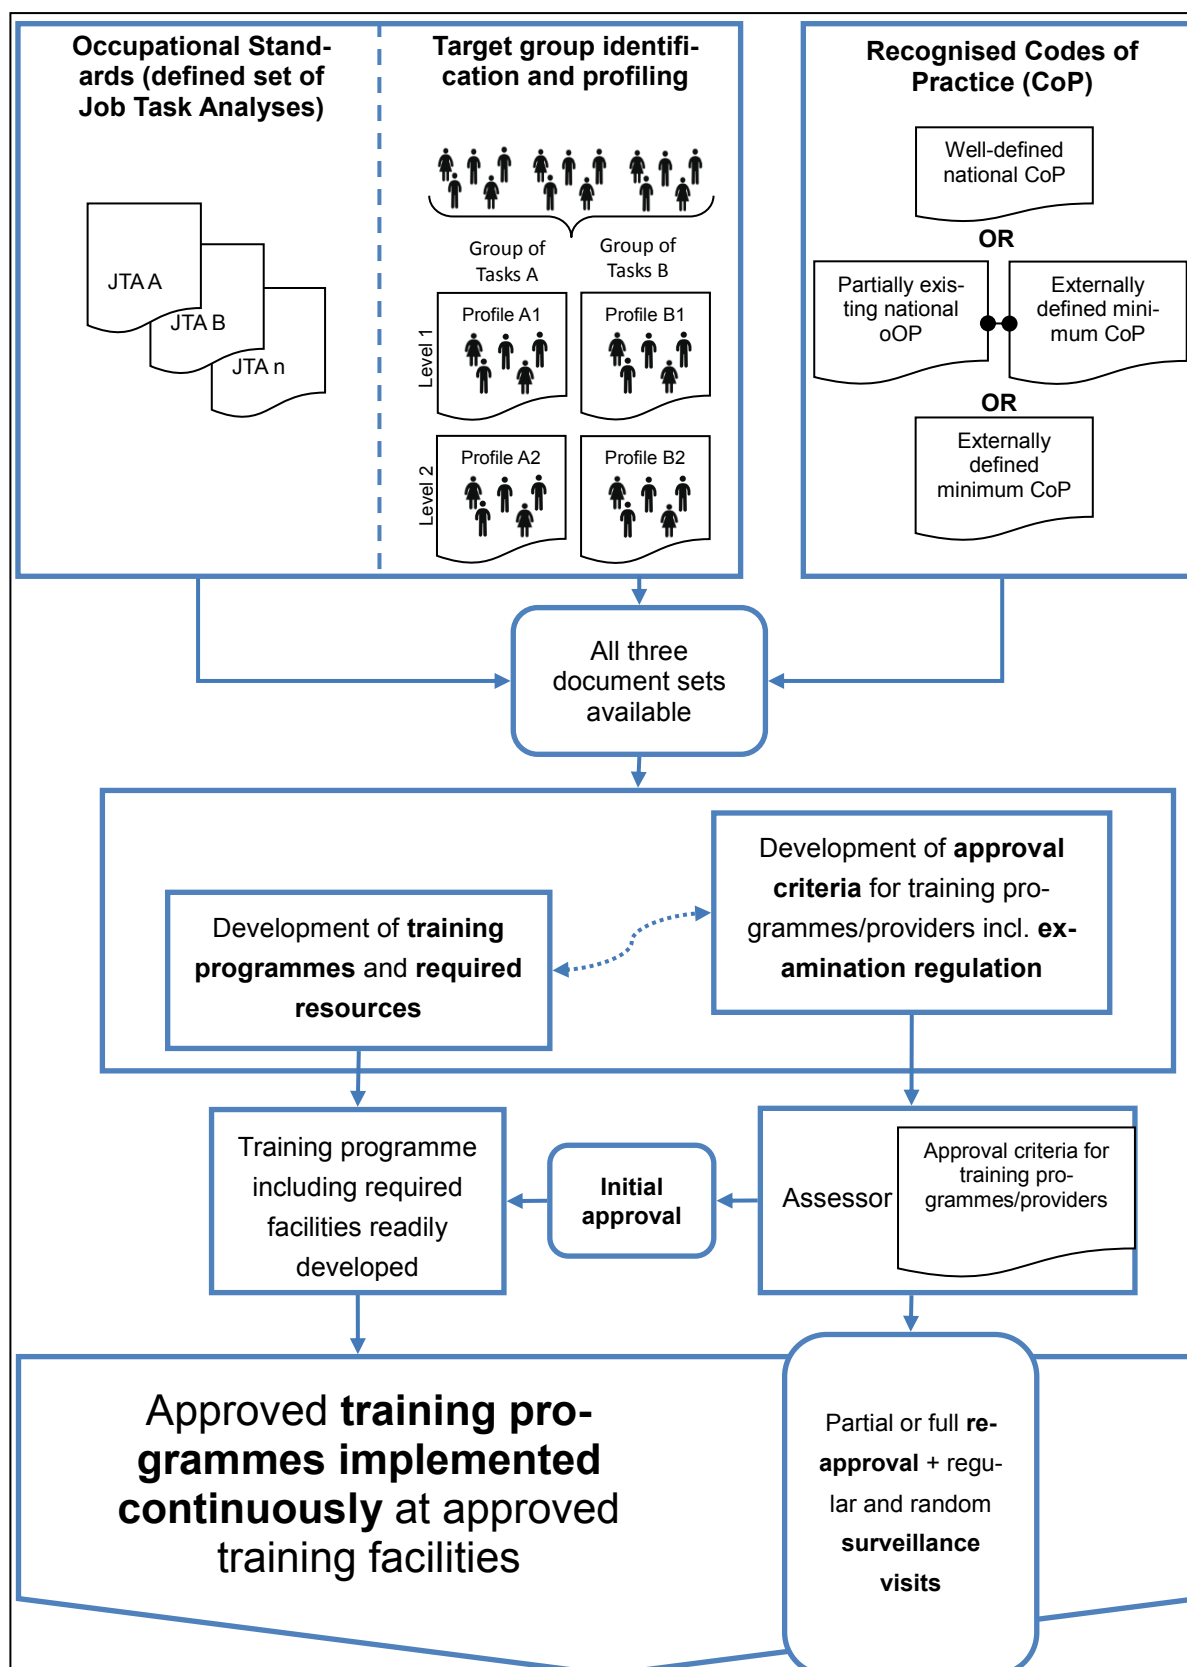 Occupational Stand-
ards (defined set of
Job Task Analyses)
JTA A
JTA B
JTA n
Target group identifi-
cation and profiling
Group of
Tasks A
Group of
Tasks B
Level 1
Profile A1
Profile B1
Level 2
Profile A2
Profile B2
Recognised Codes of
Practice (CoP)
Well-defined
national CoP
OR
Partially exis-
ting national
oOP
Externally
defined mini-
mum CoP
OR
Externally
defined
minimum CoP
All three
document sets
available
Development of training
programmes and required
resources
Development of approval
criteria for training pro-
grammes/providers incl. ex-
amination regulation
Training programme
including required
facilities readily
developed
Initial
approval
Assessor
Approval criteria for
training pro-
grammes/providers
Approved training pro-
grammes implemented
continuously at approved
training facilities
Partial or full re-
approval + regu-
lar and random
surveillance
visits